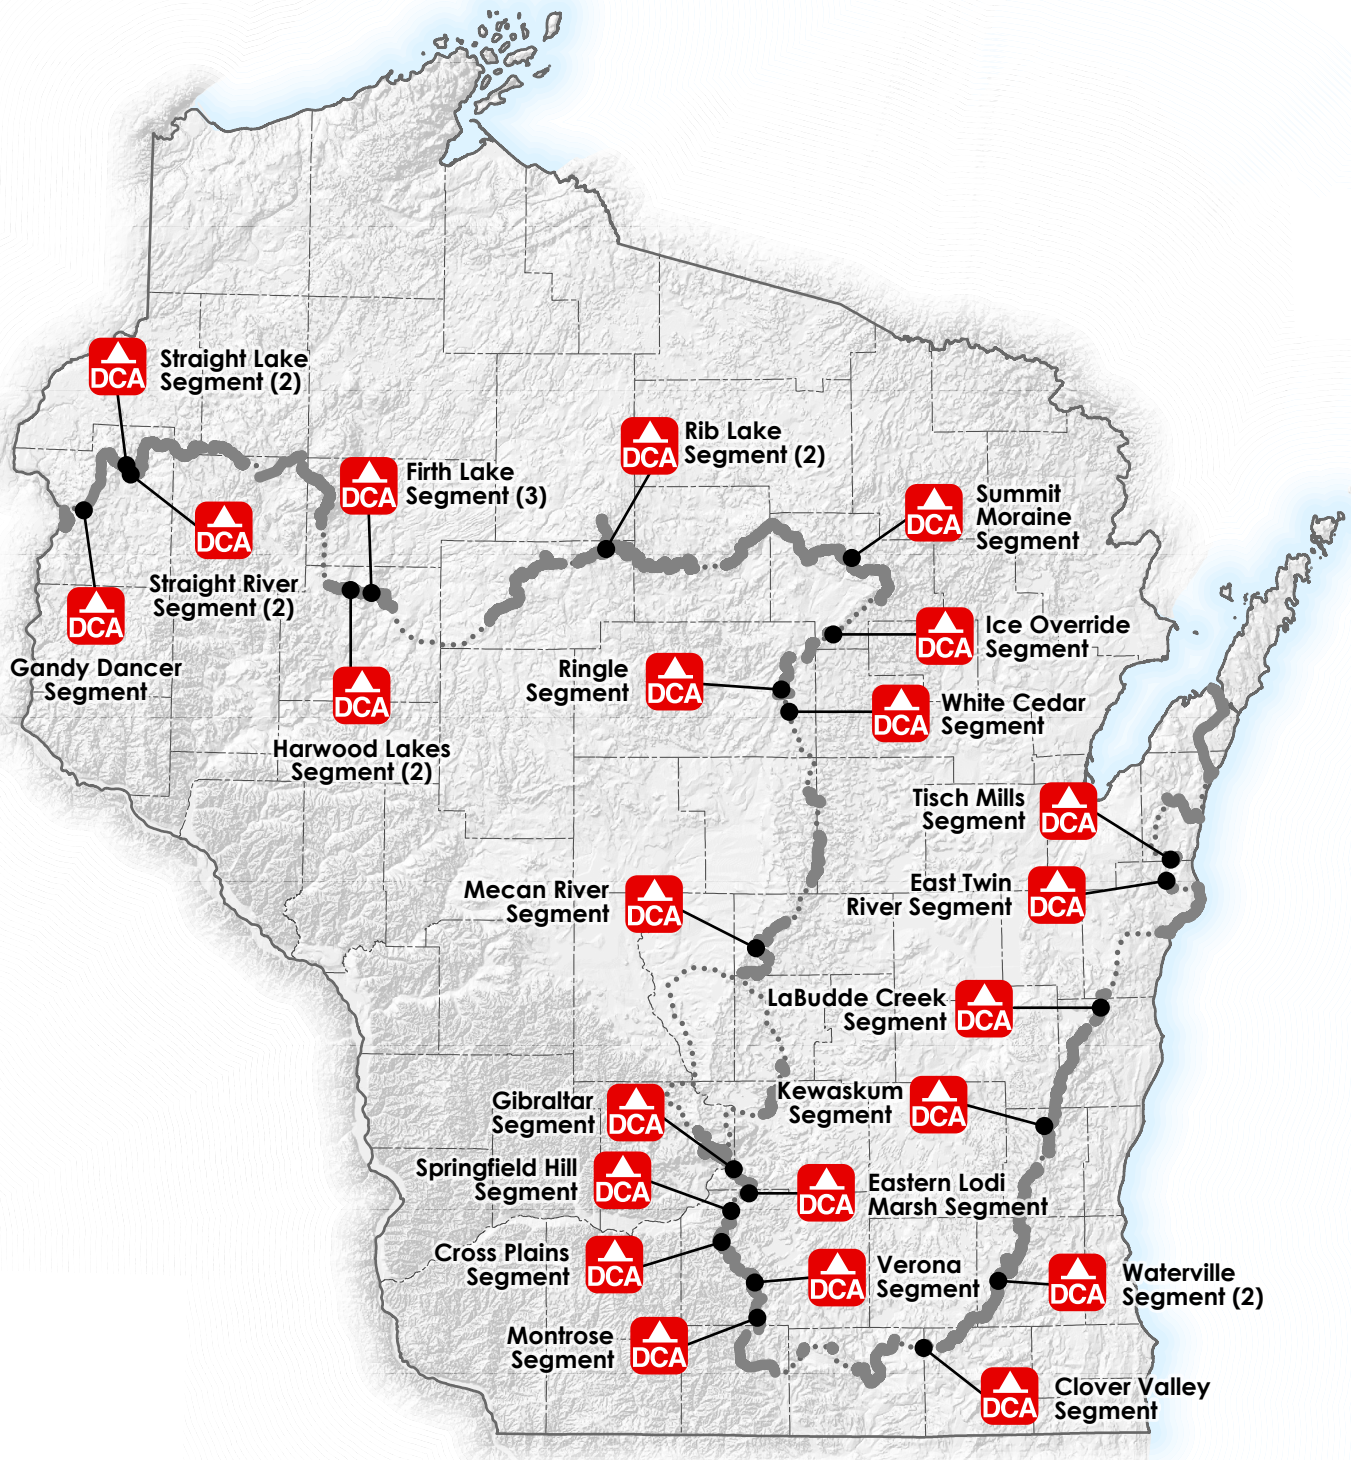 DCA
Straight Lake
Segment (2)
DCA
Rib Lake
Segment (2)
DCA
Firth Lake
Segment (3)
DCA
Summit
Moraine
Segment
DCA
Straight River
Segment (2)
DCA
Gandy Dancer
Segment
DCA
Ice Override
Segment
Ringle
Segment
DCA
DCA
Harwood Lakes
Segment (2)
DCA
White Cedar
Segment
Tisch Mills
Segment
DCA
Mecan River
Segment
DCA
East Twin
River Segment
DCA
LaBudde Creek
Segment
DCA
Kewaskum
Segment
DCA
Gibraltar
Segment
DCA
Springfield Hill
Segment
DCA
DCA
Eastern Lodi
Marsh Segment
Cross Plains
Segment
DCA
DCA
Verona
Segment
DCA
Waterville
Segment (2)
Montrose
Segment
DCA
DCA
Clover Valley
Segment